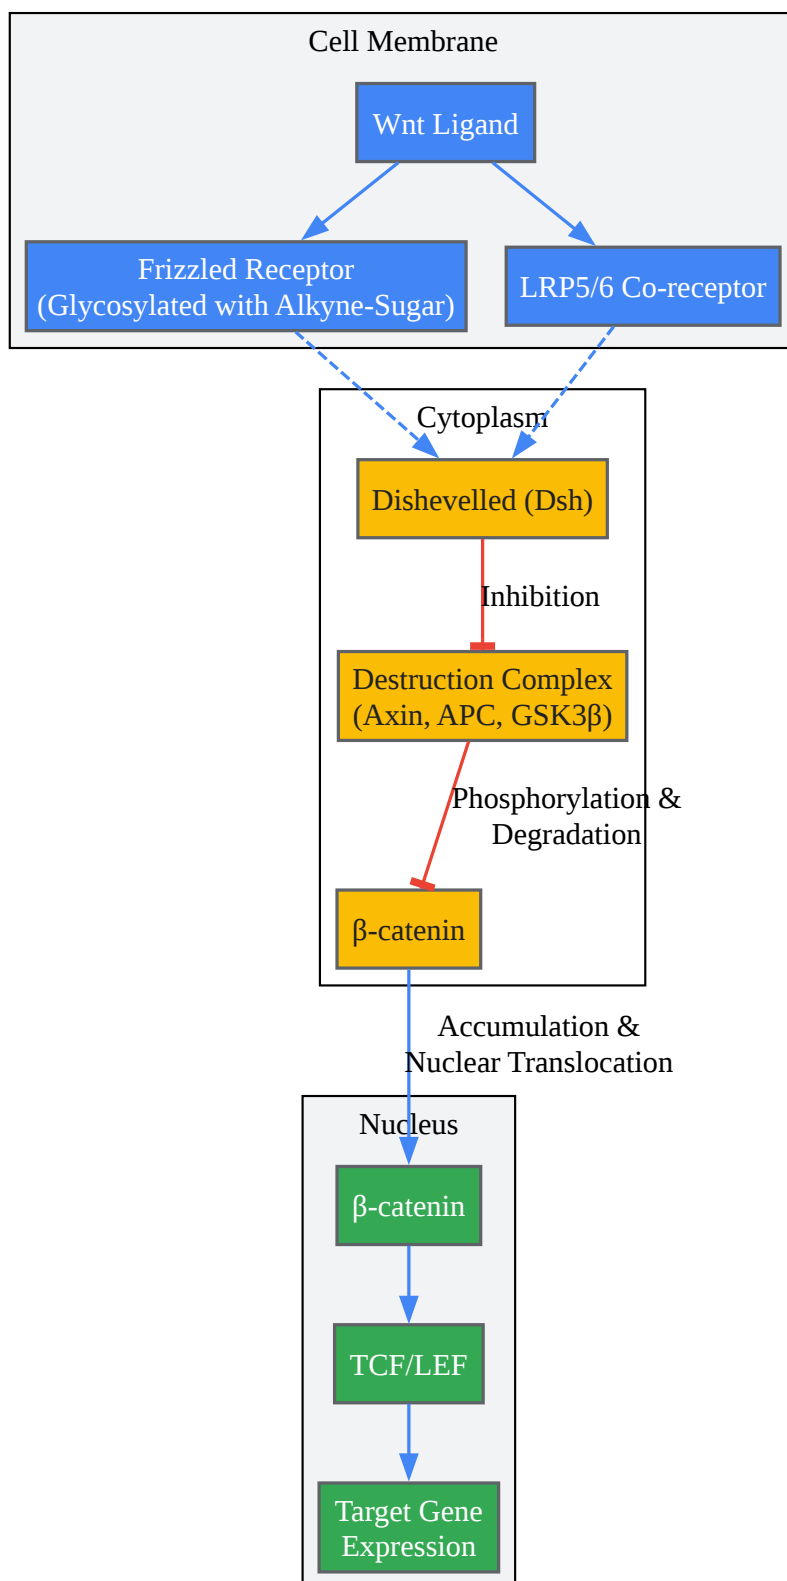 Cell Membrane
Wnt Ligand
Frizzled Receptor
(Glycosylated with Alkyne-Sugar)
LRP5/6 Co-receptor
Cytoplasm
Dishevelled (Dsh)
Inhibition
Destruction Complex
(Axin, APC, GSK3β)
Phosphorylation &
Degradation
β-catenin
Accumulation &
Nuclear Translocation
Nucleus
β-catenin
TCF/LEF
Target Gene
Expression